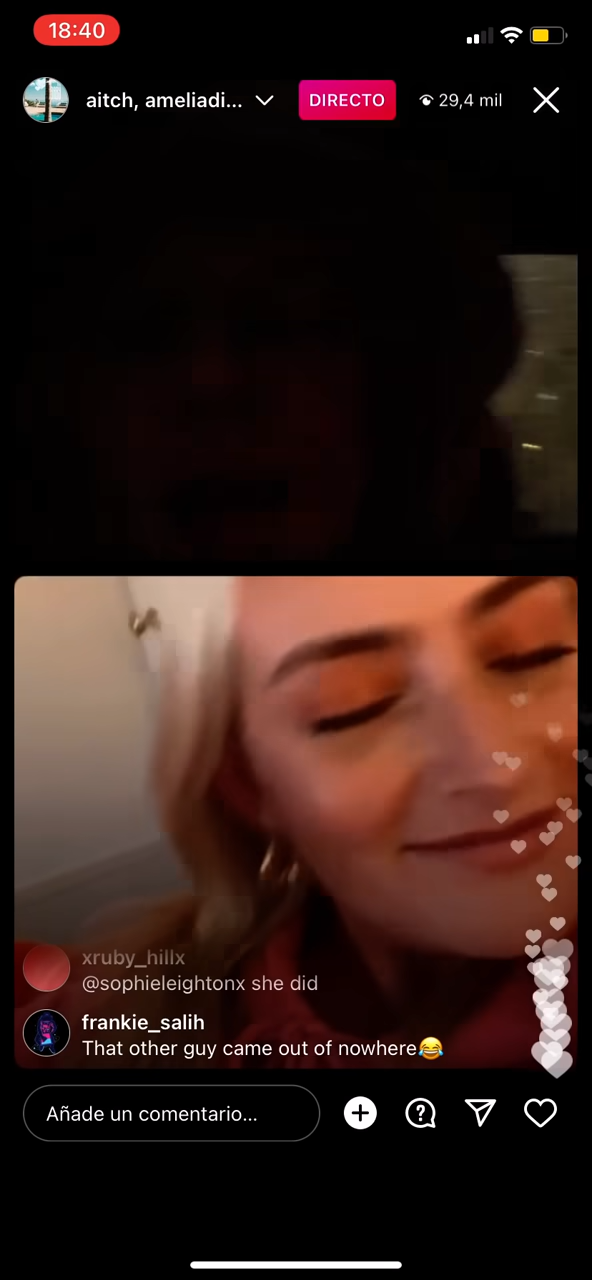 18:40
aitch, ameliadi...
DIRECTO
29,4 mil
xruby_hillx
@sophieleightonx she did
frankie_salih
That other guy came out of nowhere😂
Añade un comentario...